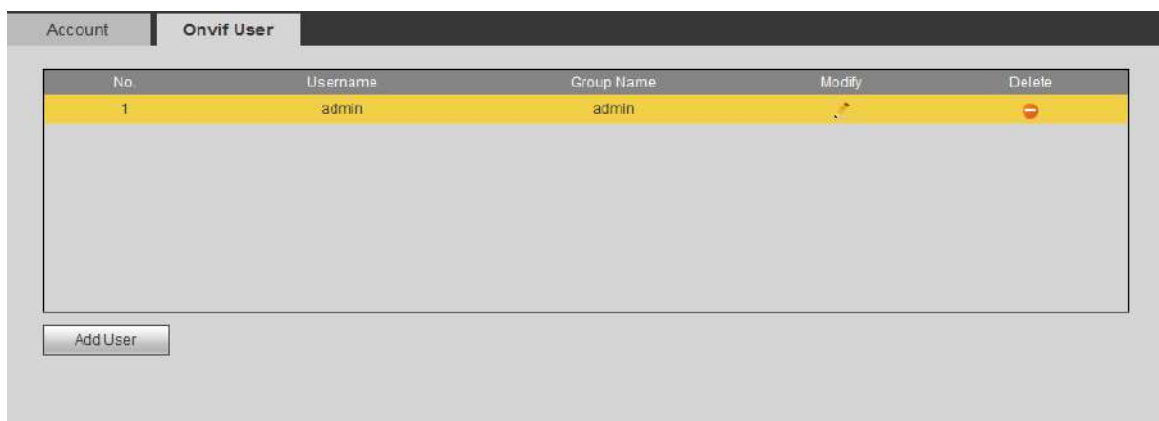 Account Onvif User
No. Username Group Name Modify Delete
1 admin admin
Add User